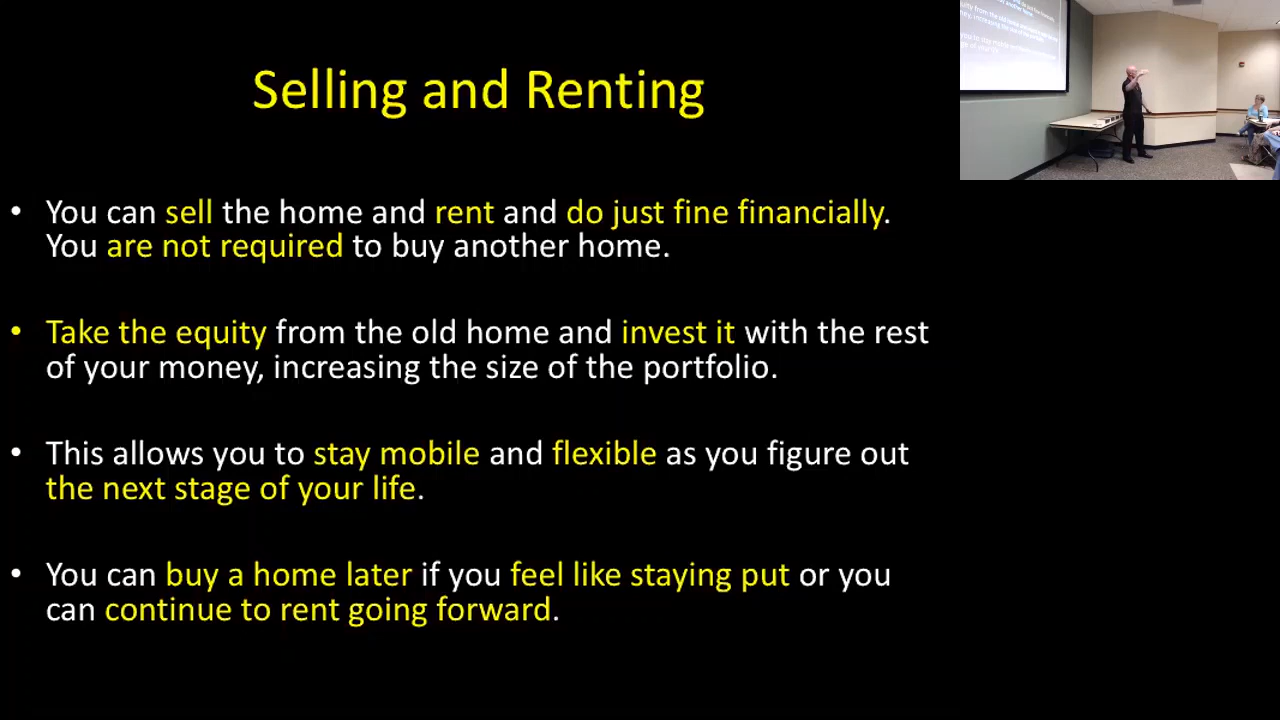 Selling and Renting
• You can sell the home and rent and do just fine financially.
You are not required to buy another home.
• Take the equity from the old home and invest it with the rest
of your money, increasing the size of the portfolio.
• This allows you to stay mobile and flexible as you figure out
the next stage of your life.
• You can buy a home later if you feel like staying put or you
can continue to rent going forward.